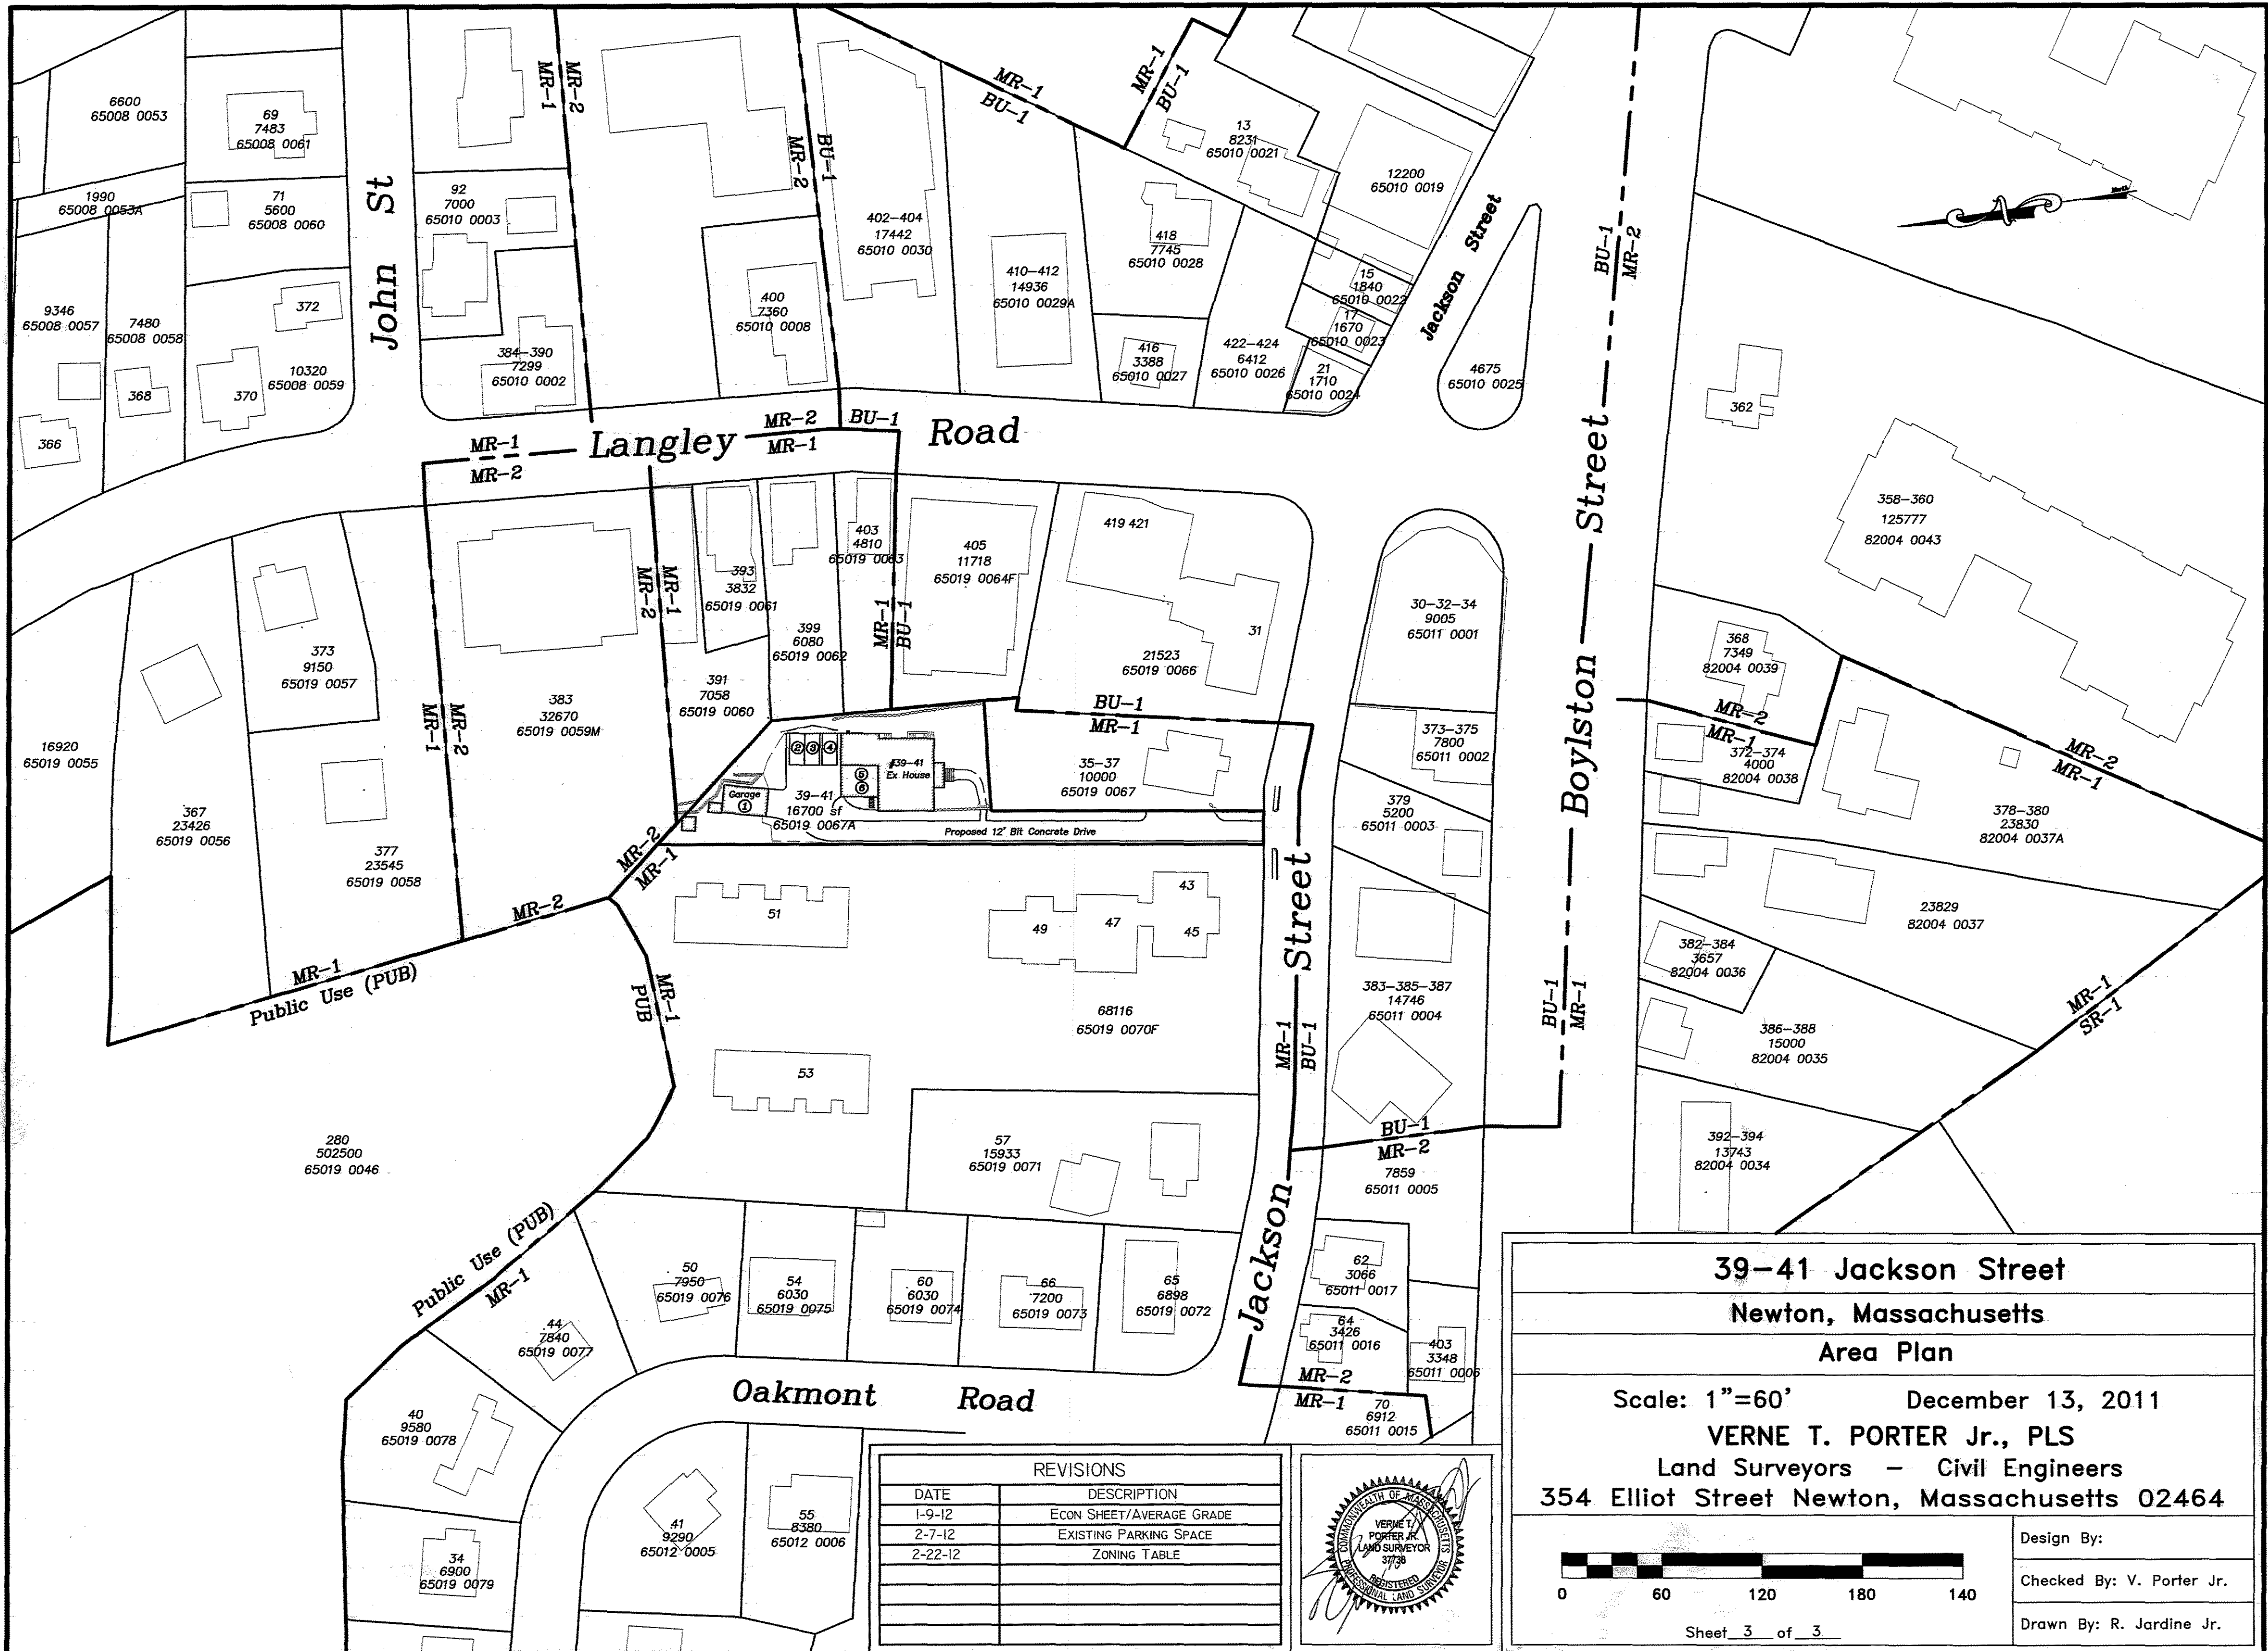 6600
65008 0053
69
7483
65008 0061
1990
65008 0053A
71
5600
65008 0060
9346
65008 0057
7480
65008 0058
372
10320
65008 0059
370
368
366
John St
92
7000
65010 0003
384-390
7299
65010 0002
MR-1
MR-2
MR-2
BU-1
400
7360
65010 0008
402-404
17442
65010 0030
410-412
14936
65010 0029A
MR-1
BU-1
MR-1
BU-1
13
8231
65010 0021
12200
65010 0019
418
7745
65010 0028
416
3388
65010 0027
422-424
6412
65010 0026
15
1840
65010 0022
17
1670
65010 0023
21
1710
65010 0024
Jackson Street
4675
65010 0025
BU-1
MR-2
North
362
358-360
125777
82004 0043
MR-1
MR-2
Langley Road
MR-2
MR-1
BU-1
Boylston Street
16920
65019 0055
367
23426
65019 0056
373
9150
65019 0057
377
23545
65019 0058
MR-1
MR-2
383
32670
65019 0059M
MR-2
MR-1
393
3832
65019 0061
391
7058
65019 0060
399
6080
65019 0062
403
4810
65019 0063
MR-1
BU-1
405
11718
65019 0064F
419 421
31
21523
65019 0066
BU-1
MR-1
35-37
10000
65019 0067
2
3
4
5
6
#39-41
Ex House
Garage
1
39-41
16700 sf
65019 0067A
Proposed 12' Bit Concrete Drive
30-32-34
9005
65011 0001
373-375
7800
65011 0002
379
5200
65011 0003
383-385-387
14746
65011 0004
368
7349
82004 0039
MR-2
MR-1
372-374
4000
82004 0038
MR-2
MR-1
378-380
23830
82004 0037A
23829
82004 0037
382-384
3657
82004 0036
386-388
15000
82004 0035
392-394
13743
82004 0034
MR-1
SR-1
BU-1
MR-1
MR-2
MR-1
MR-2
MR-1
Public Use (PUB)
MR-1
PUB
51
49
47
43
45
68116
65019 0070F
53
57
15933
65019 0071
Jackson Street
MR-1
BU-1
BU-1
MR-2
7859
65011 0005
280
502500
65019 0046
Public Use (PUB)
MR-1
50
7950
65019 0076
54
6030
65019 0075
60
6030
65019 0074
66
7200
65019 0073
65
6898
65019 0072
62
3066
65011 0017
64
3426
65011 0016
403
3348
65011 0006
MR-2
MR-1
70
6912
65011 0015
44
7840
65019 0077
40
9580
65019 0078
34
6900
65019 0079
Oakmont Road
41
9290
65012 0005
55
8380
65012 0006
REVISIONS
DATE DESCRIPTION
1-9-12 ECON SHEET/AVERAGE GRADE
2-7-12 EXISTING PARKING SPACE
2-22-12 ZONING TABLE
COMMONWEALTH OF MASSACHUSETTS
VERNE T.
PORTER JR.
LAND SURVEYOR
37738
REGISTERED
PROFESSIONAL LAND SURVEYOR
39-41 Jackson Street
Newton, Massachusetts
Area Plan
Scale: 1"=60' December 13, 2011
VERNE T. PORTER Jr., PLS
Land Surveyors - Civil Engineers
354 Elliot Street Newton, Massachusetts 02464
0 60 120 180 140
Sheet 3 of 3
Design By:
Checked By: V. Porter Jr.
Drawn By: R. Jardine Jr.